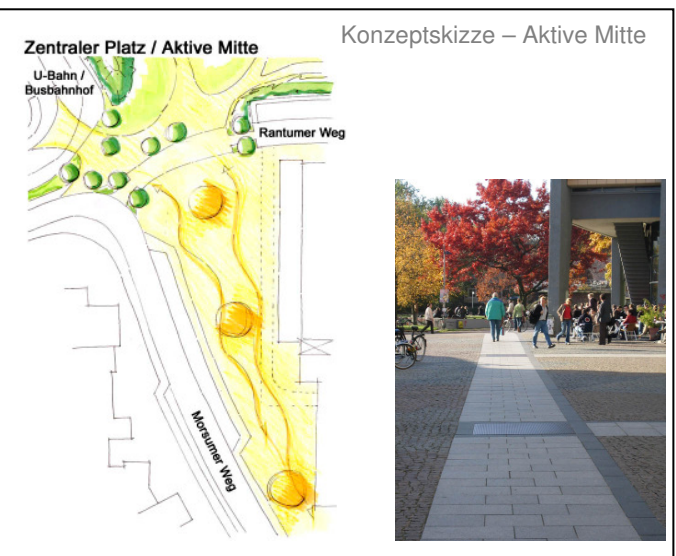 Konzeptskizze – Aktive Mitte
Zentraler Platz / Aktive Mitte
U-Bahn /
Busbahnhof
Rantumer Weg
Morsumer Weg